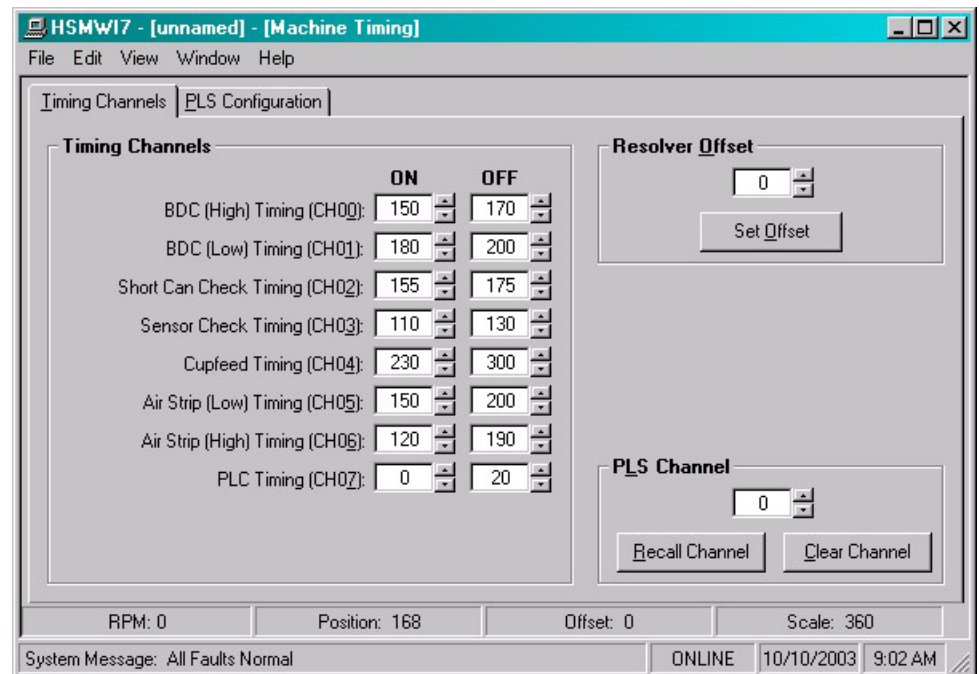 HSMWI7 - [unnamed] - [Machine Timing]
File Edit View Window Help
Timing Channels PLS Configuration
Timing Channels
ON OFF
BDC (High) Timing (CH00): 150 170
BDC (Low) Timing (CH01): 180 200
Short Can Check Timing (CH02): 155 175
Sensor Check Timing (CH03): 110 130
Cupfeed Timing (CH04): 230 300
Air Strip (Low) Timing (CH05): 150 200
Air Strip (High) Timing (CH06): 120 190
PLC Timing (CH07): 0 20
Resolver Offset
0
Set Offset
PLS Channel
0
Recall Channel Clear Channel
RPM: 0 Position: 168 Offset: 0 Scale: 360
System Message: All Faults Normal ONLINE 10/10/2003 9:02 AM